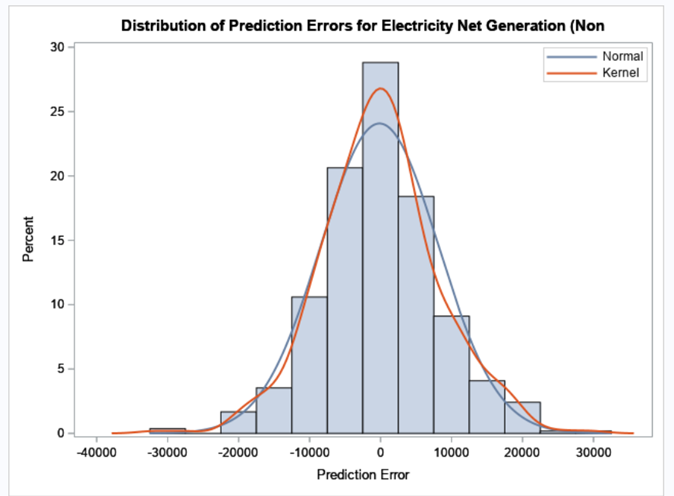 Distribution of Prediction Errors for Electricity Net Generation (Non
30
Normal
Kernel
25
20
15
10
5
0
Percent
-40000 -30000 -20000 -10000 0 10000 20000 30000
Prediction Error